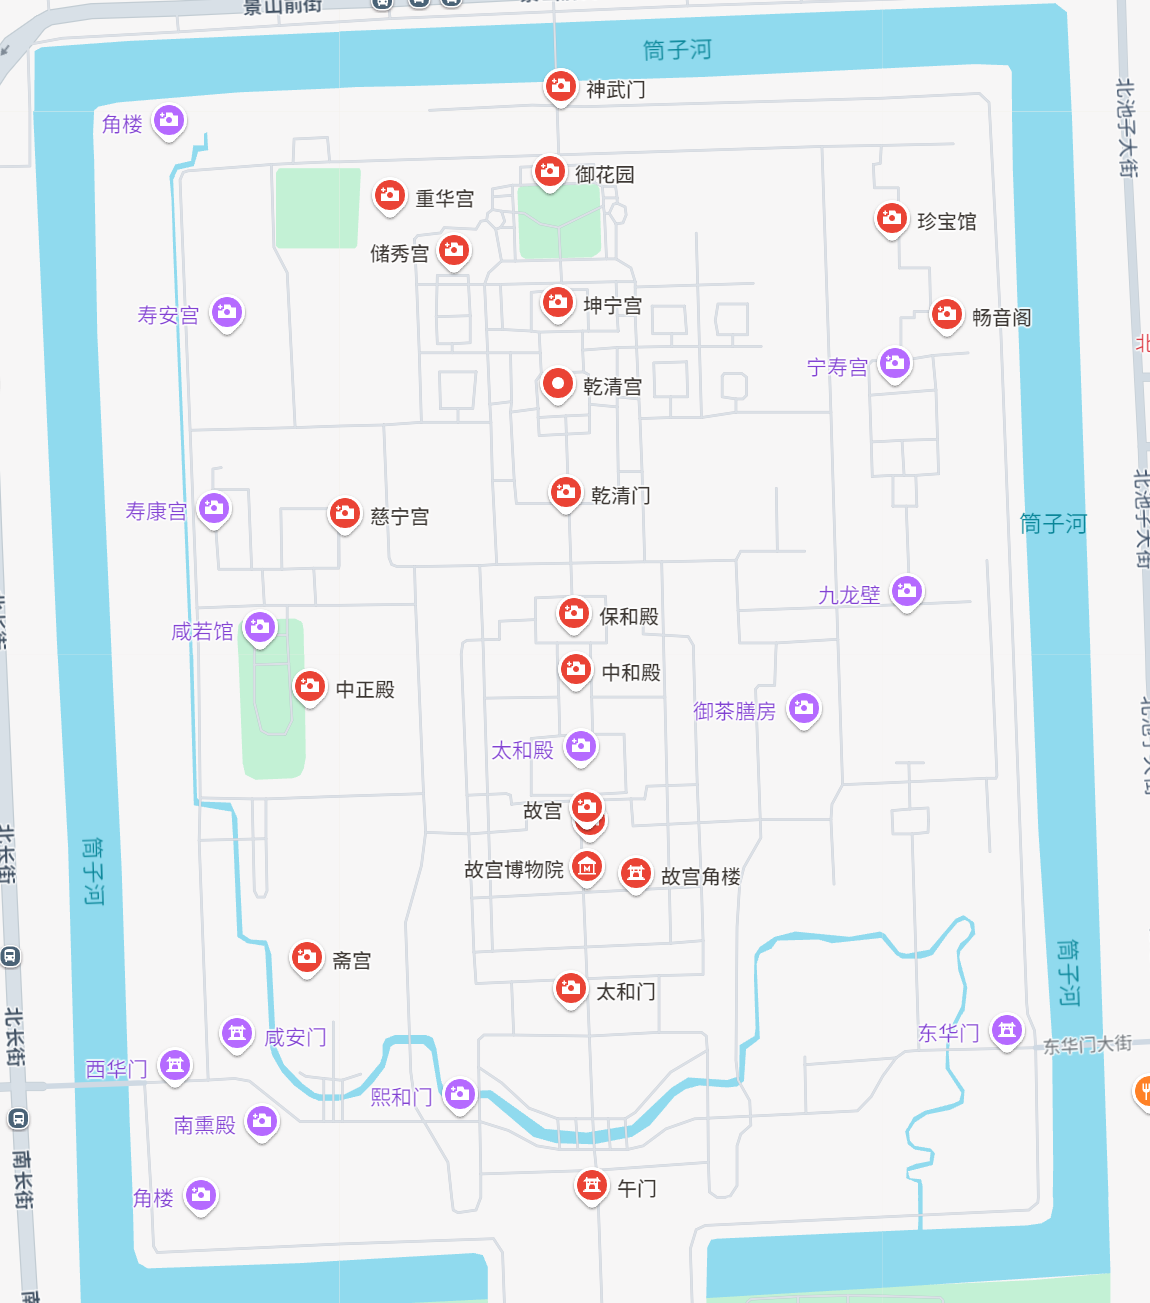 景山前街
筒子河
神武门
角楼
北池子大街
御花园
重华宫
珍宝馆
储秀宫
坤宁宫
寿安宫
畅音阁
北
宁寿宫
乾清宫
乾清门
寿康宫
慈宁宫
筒子河
北池子大街
九龙壁
保和殿
咸若馆
中和殿
中正殿
御茶膳房
太和殿
故宫
北长街
筒子河
故宫博物院
故宫角楼
斋宫
太和门
筒子河
北长街
咸安门
东华门
东华门大街
西华门
熙和门
南熏殿
南长街
午门
角楼
南